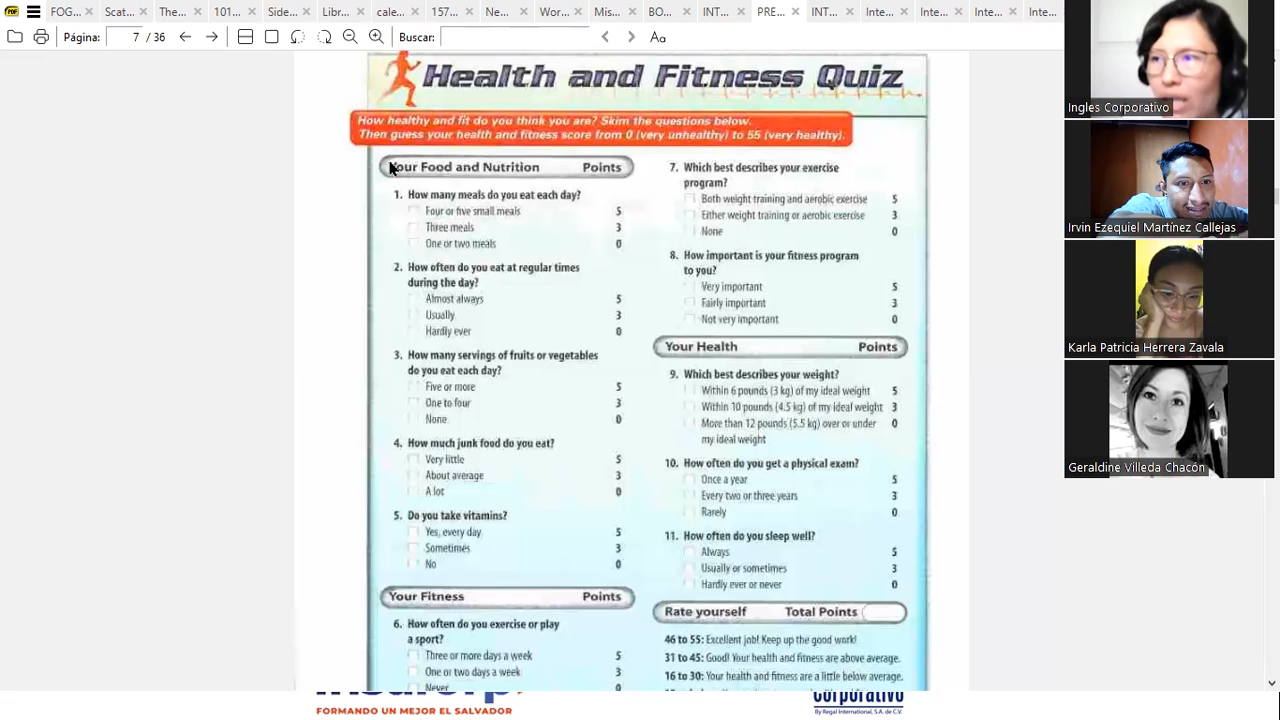 FOG...
Scat...
The...
101...
Side...
Libr...
cale...
157...
Ne...
Wor...
Mis...
BO...
INT...
PRE...
INT...
Inte...
Inte...
Inte...
Inte...
Página: 7 / 36
Buscar:
Health and Fitness Quiz
How healthy and fit do you think you are? Skim the questions below.
Then guess your health and fitness score from 0 (very unhealthy) to 55 (very healthy).
Your Food and Nutrition Points
1. How many meals do you eat each day?
Four or five small meals 5
Three meals 3
One or two meals 0
2. How often do you eat at regular times
during the day?
Almost always 5
Usually 3
Hardly ever 0
3. How many servings of fruits or vegetables
do you eat each day?
Five or more 5
One to four 3
None 0
4. How much junk food do you eat?
Very little 5
About average 3
A lot 0
5. Do you take vitamins?
Yes, every day 5
Sometimes 3
No 0
Your Fitness Points
6. How often do you exercise or play
a sport?
Three or more days a week 5
One or two days a week 3
Never 0
7. Which best describes your exercise
program?
Both weight training and aerobic exercise 5
Either weight training or aerobic exercise 3
None 0
8. How important is your fitness program
to you?
Very important 5
Fairly important 3
Not very important 0
Your Health Points
9. Which best describes your weight?
Within 6 pounds (3 kg) of my ideal weight 5
Within 10 pounds (4.5 kg) of my ideal weight 3
More than 12 pounds (5.5 kg) over or under 0
my ideal weight
10. How often do you get a physical exam?
Once a year 5
Every two or three years 3
Rarely 0
11. How often do you sleep well?
Always 5
Usually or sometimes 3
Hardly ever or never 0
Rate yourself Total Points
46 to 55: Excellent job! Keep up the good work!
31 to 45: Good! Your health and fitness are above average.
16 to 30: Your health and fitness are a little below average.
FORMANDO UN MEJOR EL SALVADOR
corporativo
By Regal International, S.A. de C.V.
Ingles Corporativo
Irvin Ezequiel Martínez Callejas
Karla Patricia Herrera Zavala
Geraldine Villeda Chacón